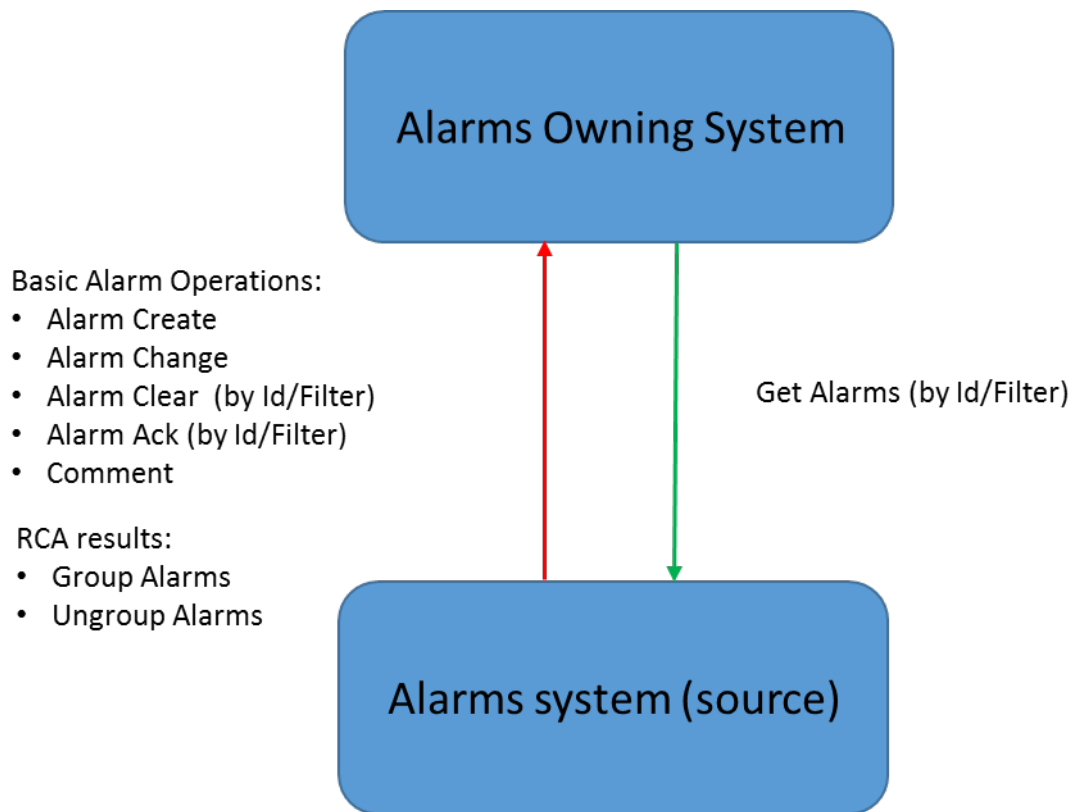 Alarms Owning System
Basic Alarm Operations:
• Alarm Create
• Alarm Change
• Alarm Clear  (by Id/Filter)
• Alarm Ack (by Id/Filter)
• Comment
Get Alarms (by Id/Filter)
RCA results:
• Group Alarms
• Ungroup Alarms
Alarms system (source)